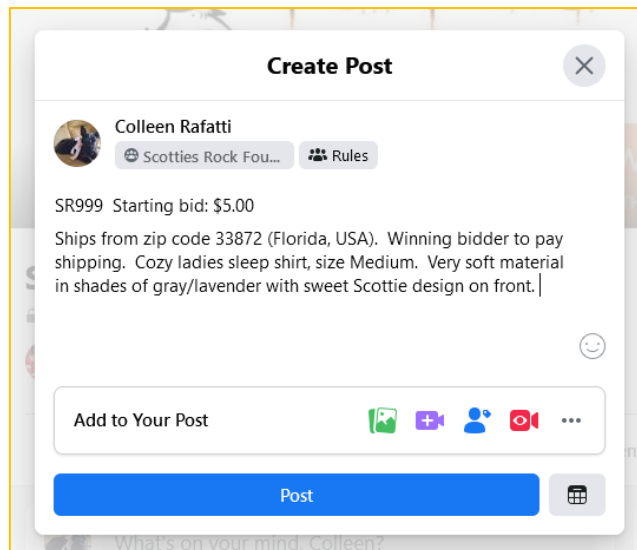 Create Post
Colleen Rafatti
Scotties Rock Fou...
Rules
SR999 Starting bid: $5.00
Ships from zip code 33872 (Florida, USA). Winning bidder to pay
shipping. Cozy ladies sleep shirt, size Medium. Very soft material
in shades of gray/lavender with sweet Scottie design on front.
Add to Your Post
Post
What's on your mind, Colleen?